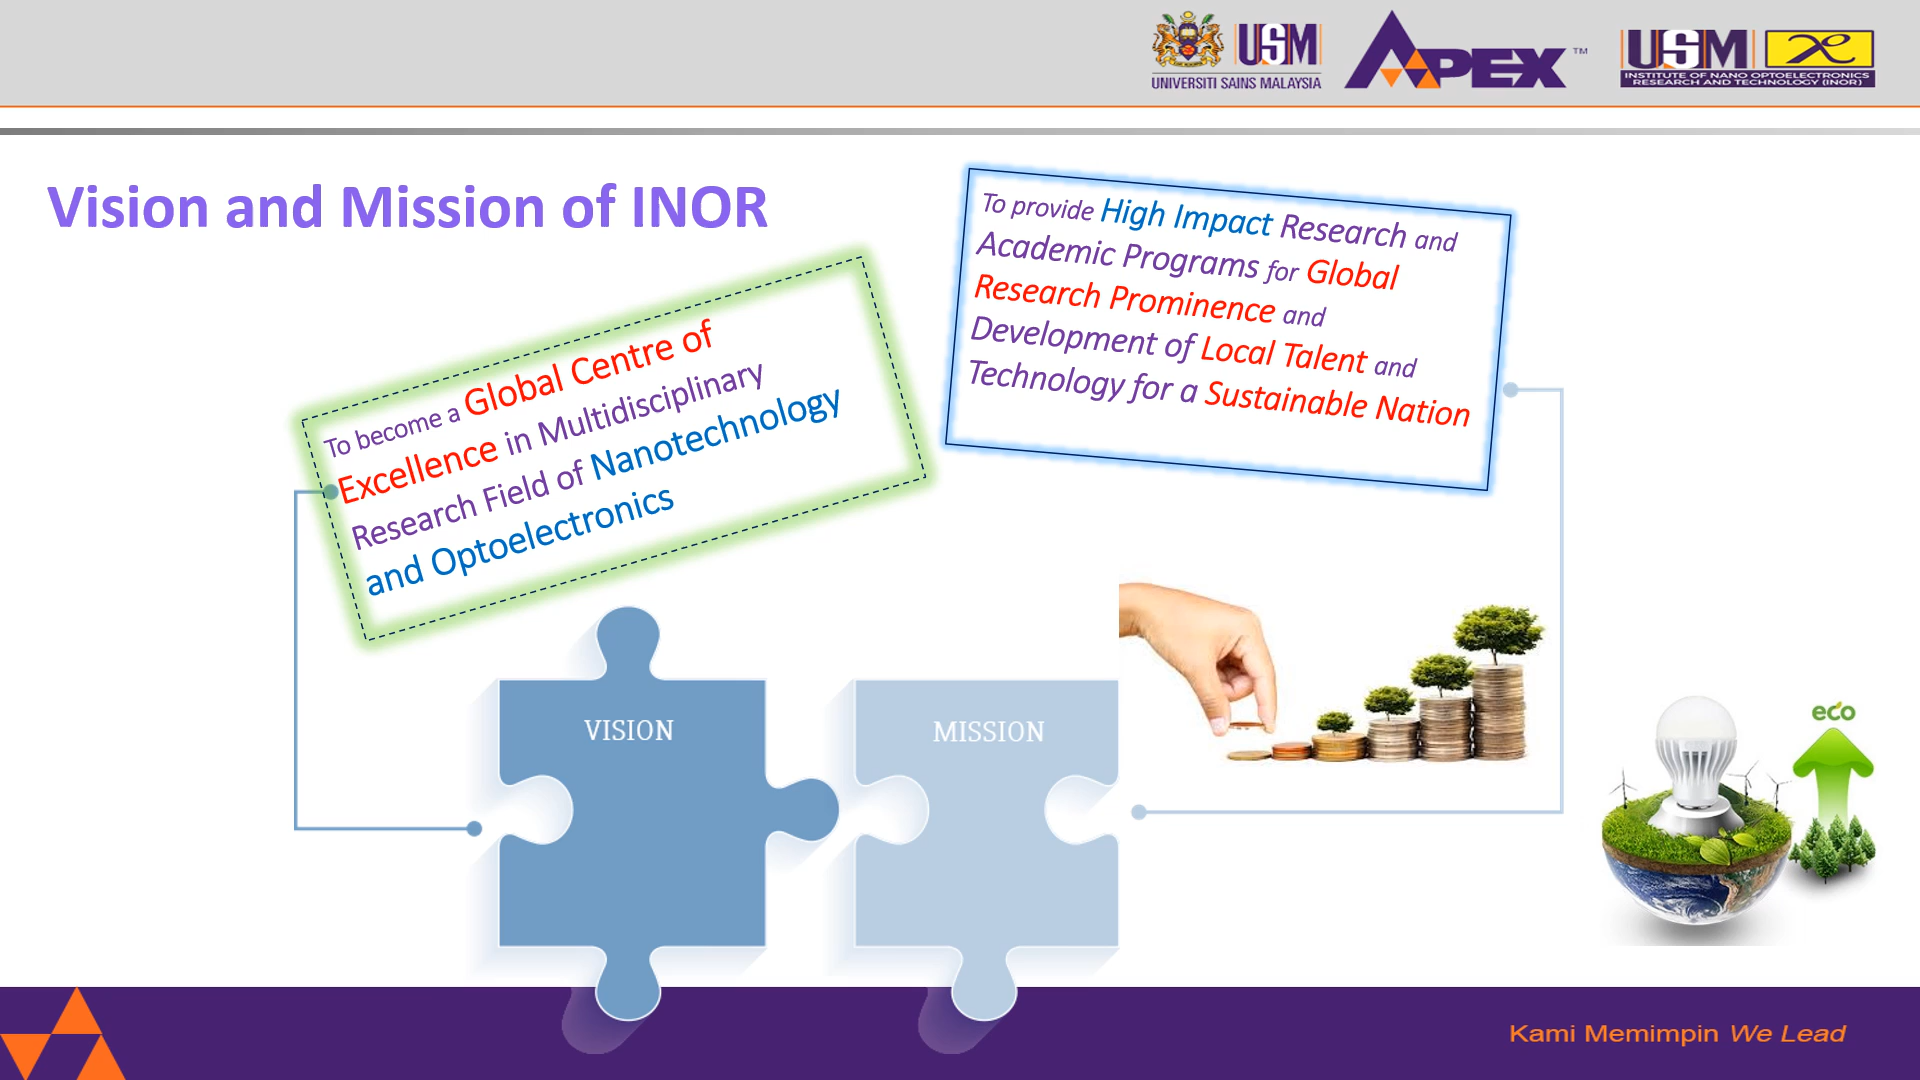 USM
UNIVERSITI SAINS MALAYSIA
APEX™
USM
INSTITUTE OF NANO OPTOELECTRONICS
RESEARCH AND TECHNOLOGY (INOR)
Vision and Mission of INOR
To become a Global Centre of
Excellence in Multidisciplinary
Research Field of Nanotechnology
and Optoelectronics
To provide High Impact Research and
Academic Programs for Global
Research Prominence and
Development of Local Talent and
Technology for a Sustainable Nation
VISION
MISSION
eco
Kami Memimpin We Lead